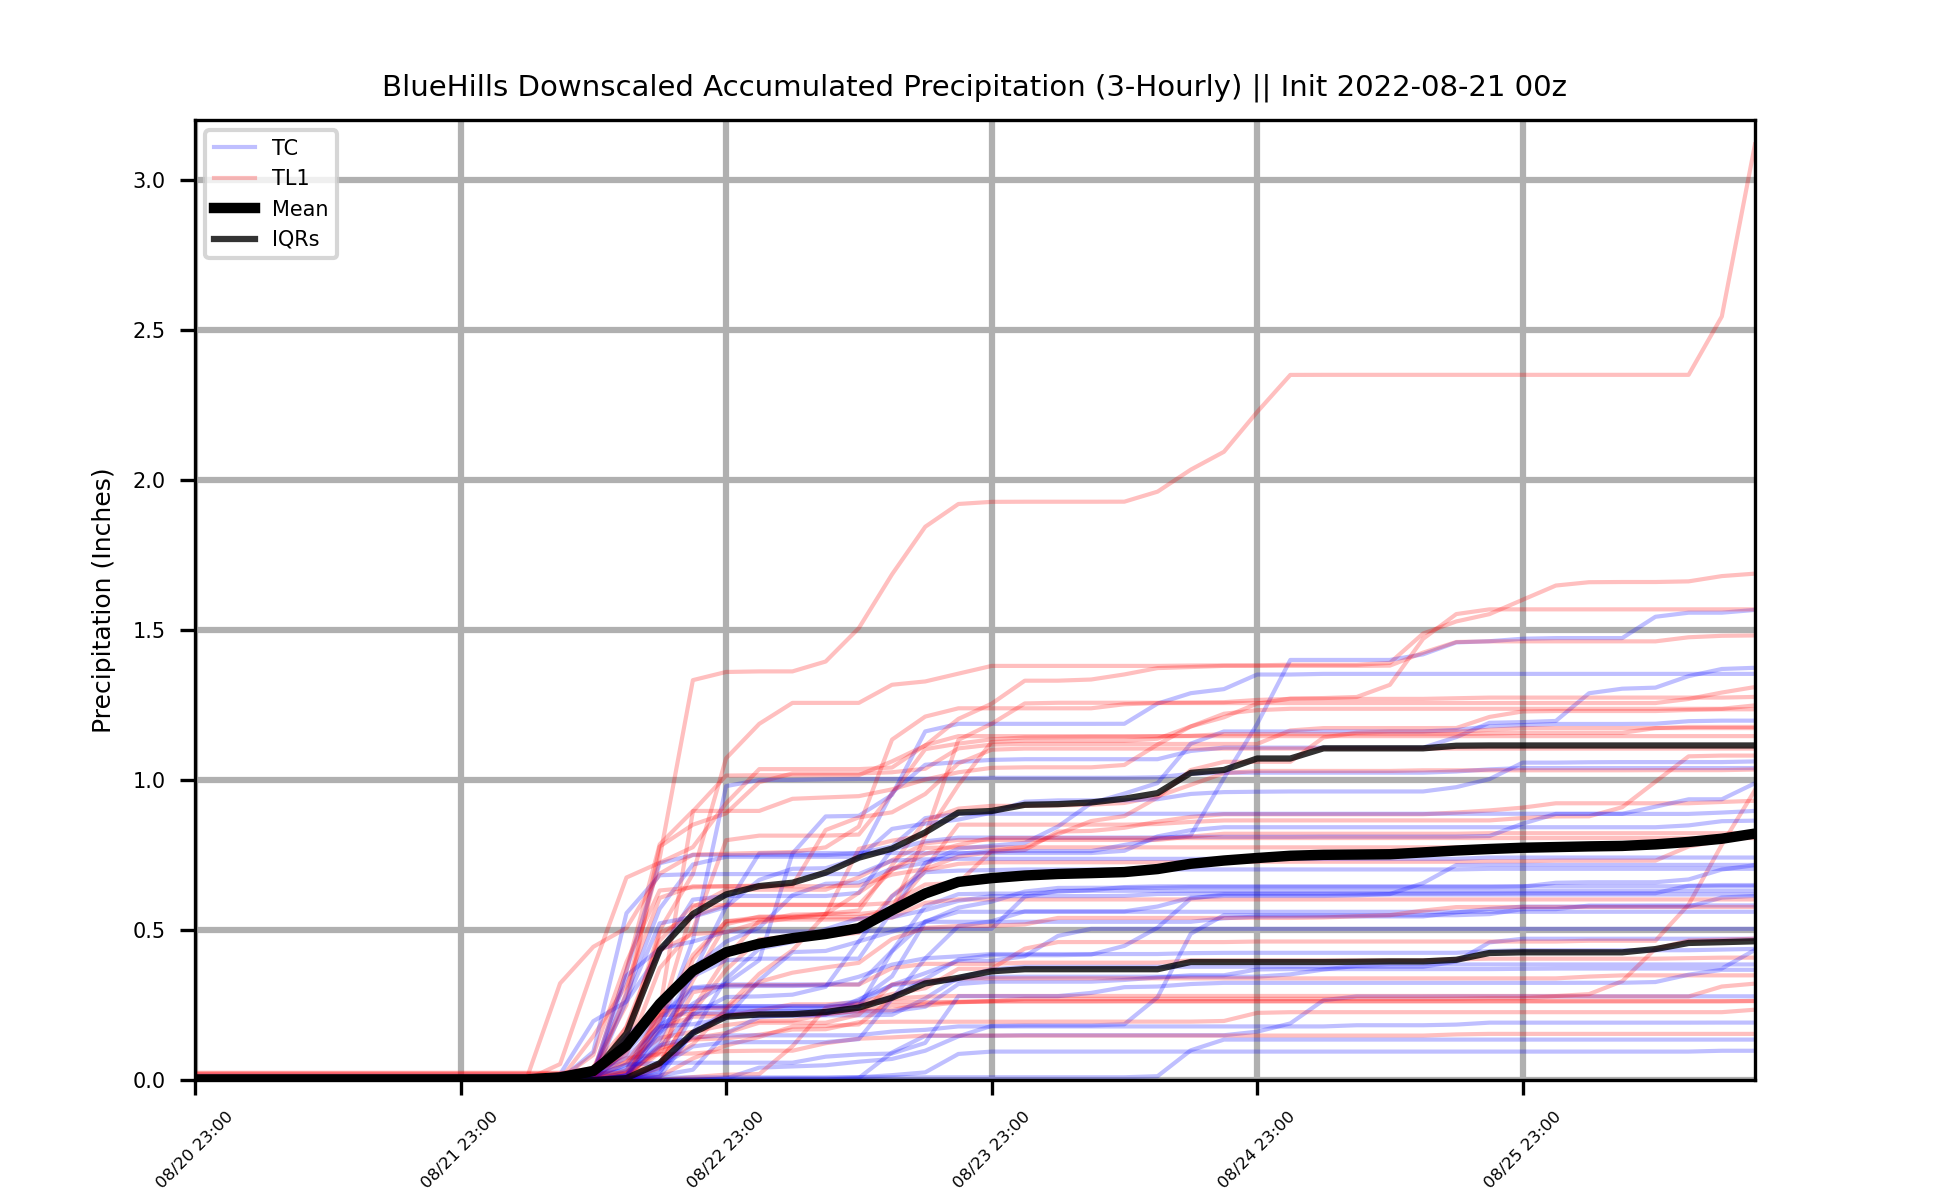 BlueHills Downscaled Accumulated Precipitation (3-Hourly) || Init 2022-08-21 00z
TC
TL1
Mean
IQRs
Precipitation (Inches)
3.0
2.5
2.0
1.5
1.0
0.5
0.0
08/20 23:00
08/21 23:00
08/22 23:00
08/23 23:00
08/24 23:00
08/25 23:00